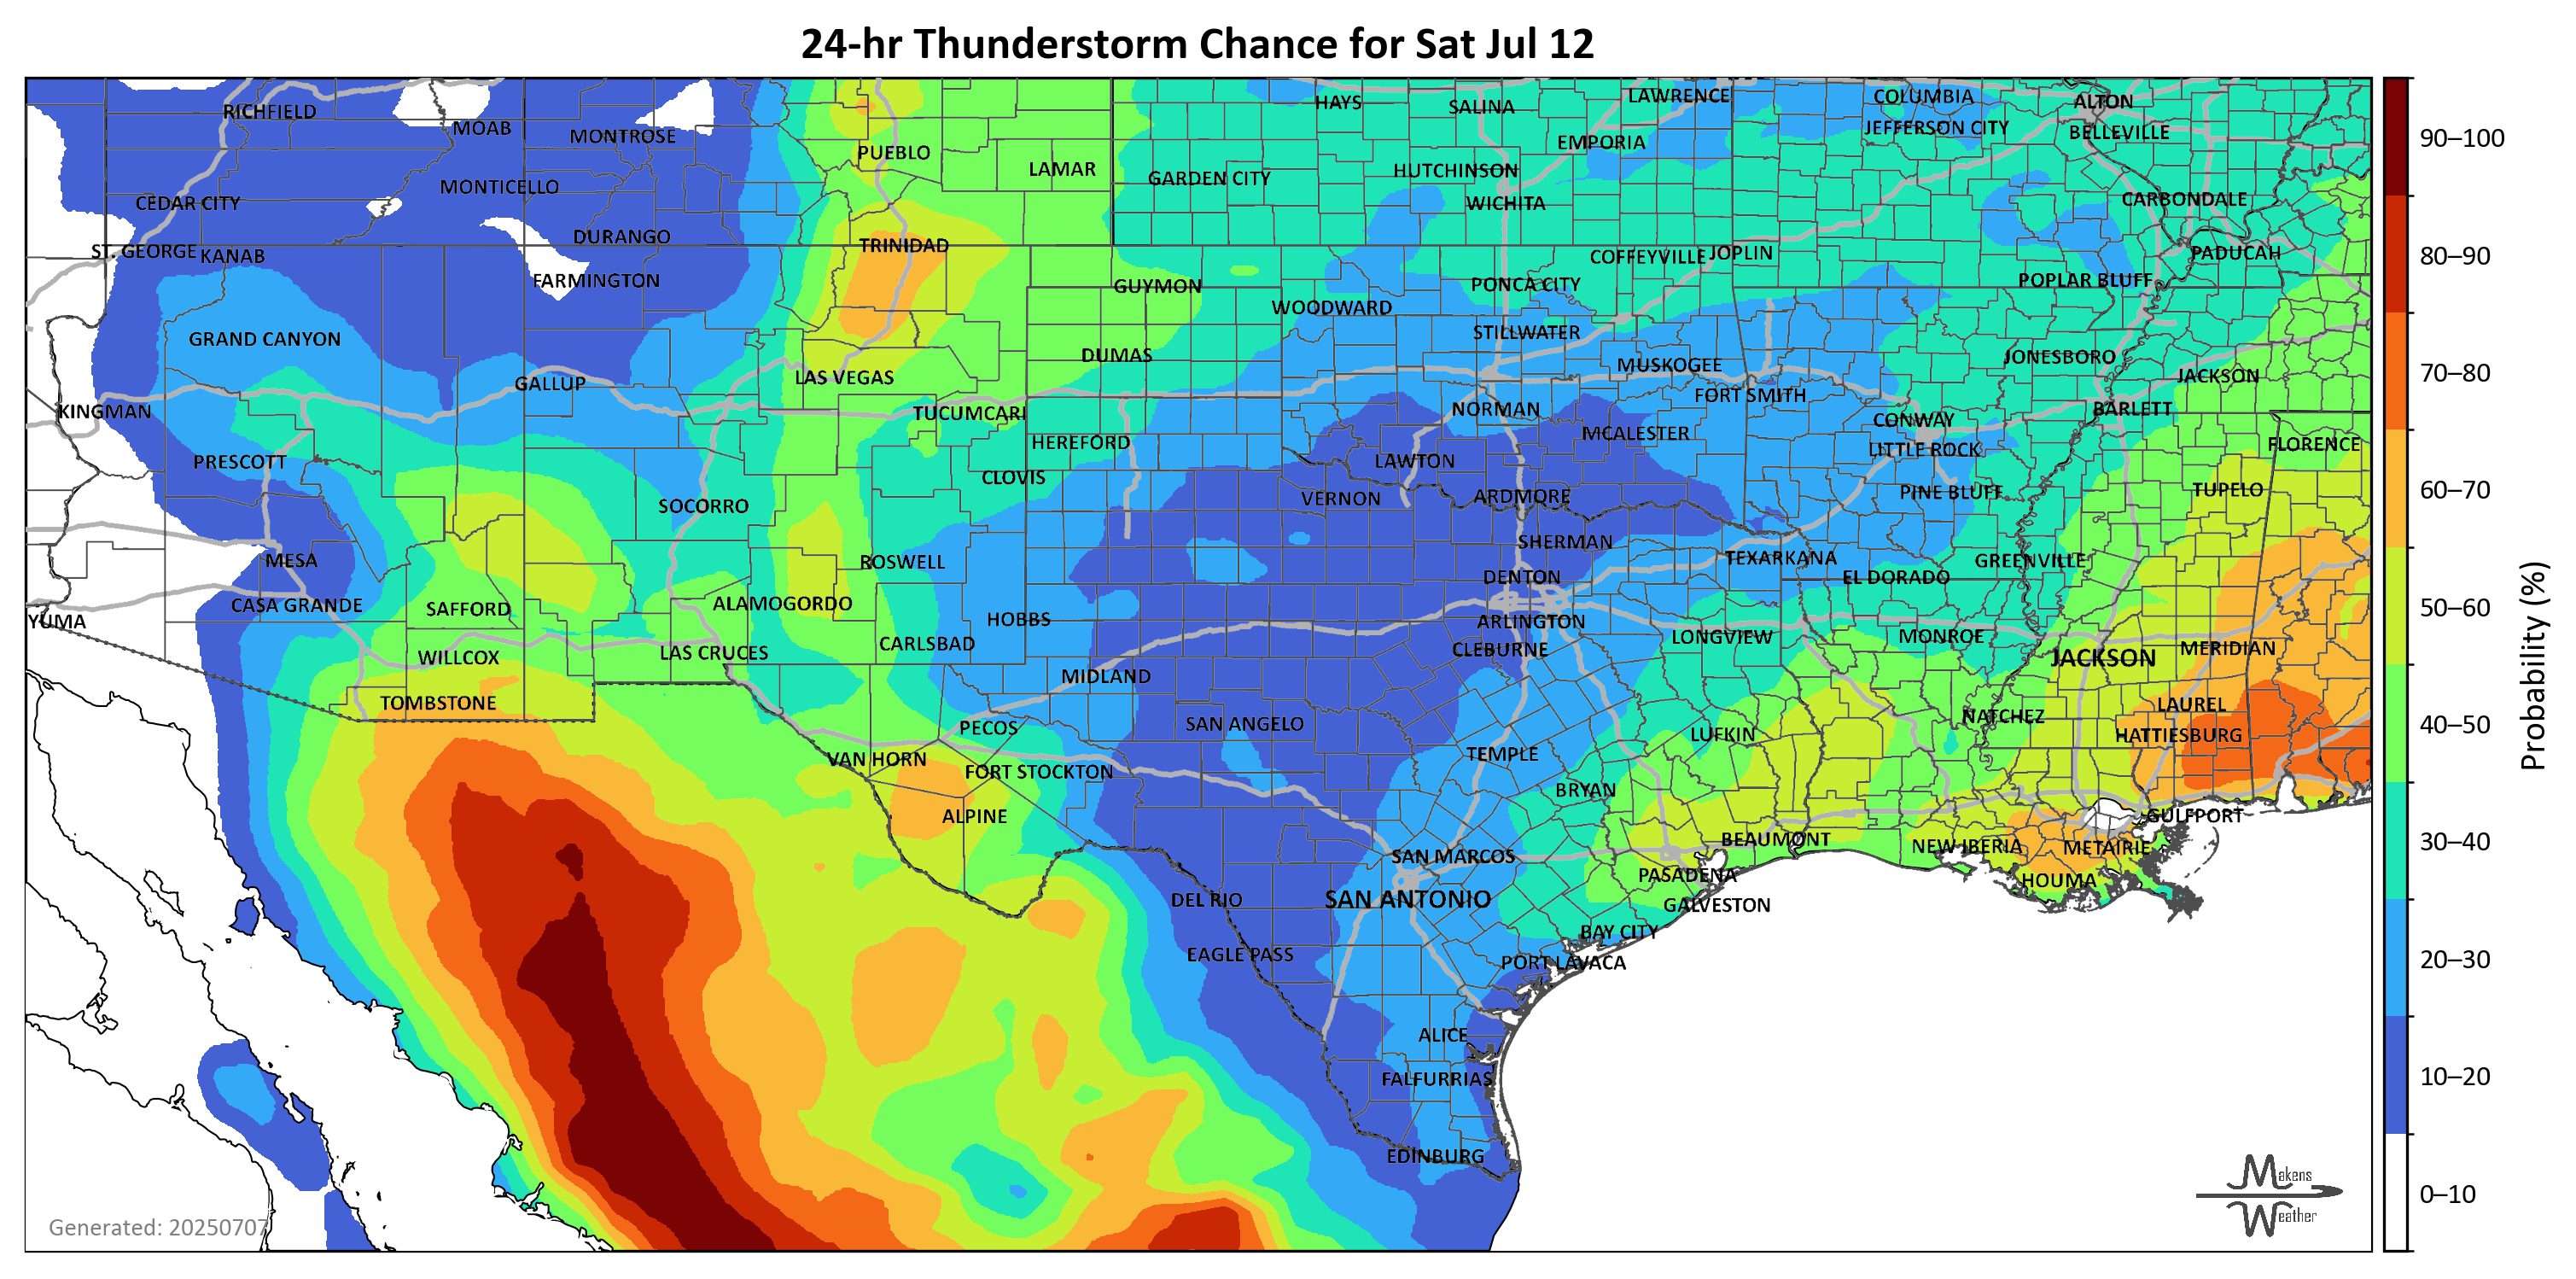 24-hr Thunderstorm Chance for Sat Jul 12
RICHFIELD
MOAB
MONTROSE
PUEBLO
LAMAR
GARDEN CITY
HAYS
SALINA
LAWRENCE
COLUMBIA
ALTON
EMPORIA
JEFFERSON CITY
BELLEVILLE
HUTCHINSON
MONTICELLO
CEDAR CITY
WICHITA
CARBONDALE
DURANGO
TRINIDAD
ST. GEORGE
KANAB
COFFEYVILLE
JOPLIN
PADUCAH
FARMINGTON
GUYMON
PONCA CITY
POPLAR BLUFF
WOODWARD
GRAND CANYON
STILLWATER
DUMAS
MUSKOGEE
JONESBORO
GALLUP
LAS VEGAS
JACKSON
FORT SMITH
KINGMAN
TUCUMCARI
NORMAN
BARLETT
CONWAY
HEREFORD
MCALESTER
LITTLE ROCK
FLORENCE
PRESCOTT
CLOVIS
LAWTON
VERNON
ARDMORE
PINE BLUFF
TUPELO
SOCORRO
MESA
ROSWELL
SHERMAN
TEXARKANA
GREENVILLE
DENTON
EL DORADO
CASA GRANDE
SAFFORD
ALAMOGORDO
YUMA
HOBBS
ARLINGTON
LONGVIEW
MONROE
WILLCOX
LAS CRUCES
CARLSBAD
CLEBURNE
JACKSON
MERIDIAN
MIDLAND
TOMBSTONE
PECOS
SAN ANGELO
NATCHEZ
LAUREL
LUFKIN
HATTIESBURG
VAN HORN
FORT STOCKTON
TEMPLE
BRYAN
ALPINE
GULFPORT
BEAUMONT
NEW IBERIA
METAIRIE
SAN MARCOS
PASADENA
HOUMA
DEL RIO
SAN ANTONIO
GALVESTON
BAY CITY
EAGLE PASS
PORT LAVACA
ALICE
FALFURRIAS
EDINBURG
Generated: 20250707
Makens
Weather
90–100
80–90
70–80
60–70
50–60
40–50
30–40
20–30
10–20
0–10
Probability (%)